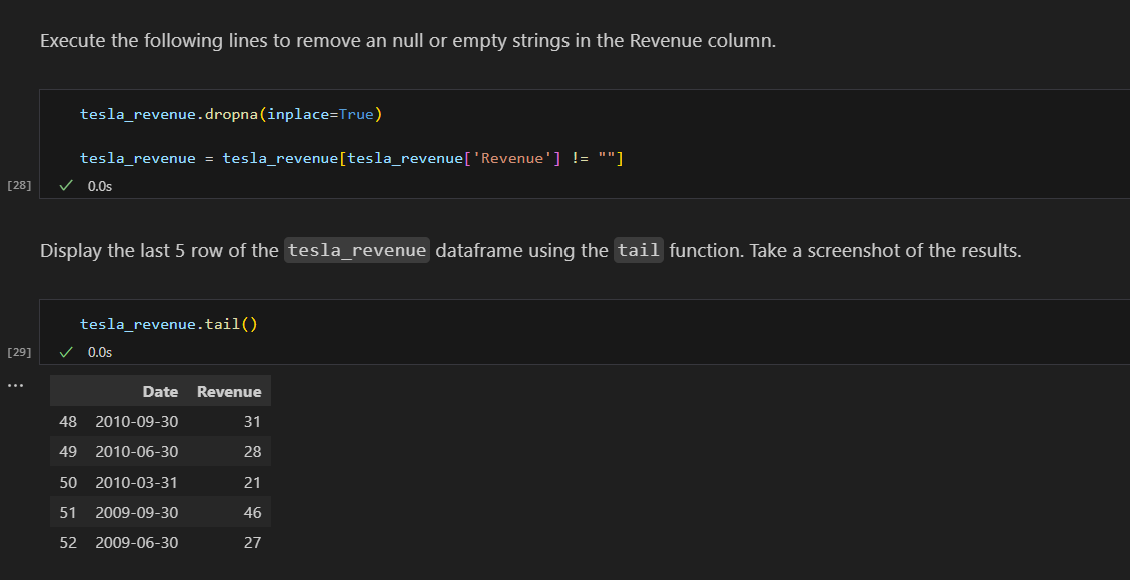 Execute the following lines to remove an null or empty strings in the Revenue column.
tesla_revenue.dropna(inplace=True)
tesla_revenue = tesla_revenue[tesla_revenue['Revenue'] != ""]
[28] 0.0s
Display the last 5 row of the tesla_revenue dataframe using the tail function. Take a screenshot of the results.
tesla_revenue.tail()
[29] 0.0s
...
Date Revenue
48 2010-09-30 31
49 2010-06-30 28
50 2010-03-31 21
51 2009-09-30 46
52 2009-06-30 27